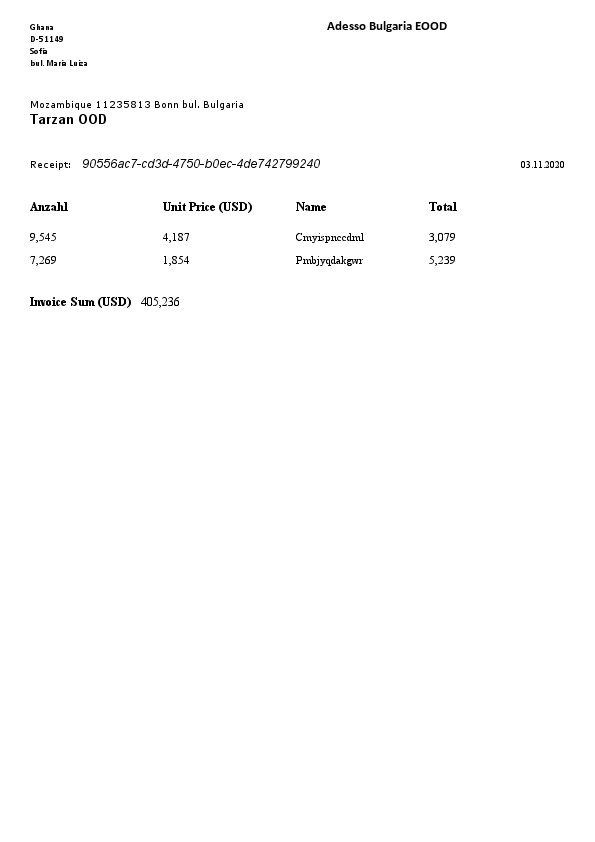 Adesso Bulgaria EOOD
Ghana
D-51149
Sofia
bul. Maria Luiza
Mozambique 11235813 Bonn bul. Bulgaria
Tarzan OOD
Receipt: 90556ac7-cd3d-4750-b0ec-4de742799240 03.11.2020
Anzahl Unit Price (USD) Name Total
9,545 4,187 Cmyispnccdml 3,079
7,269 1,854 Pmbjyqdakgwr 5,239
Invoice Sum (USD) 405,236